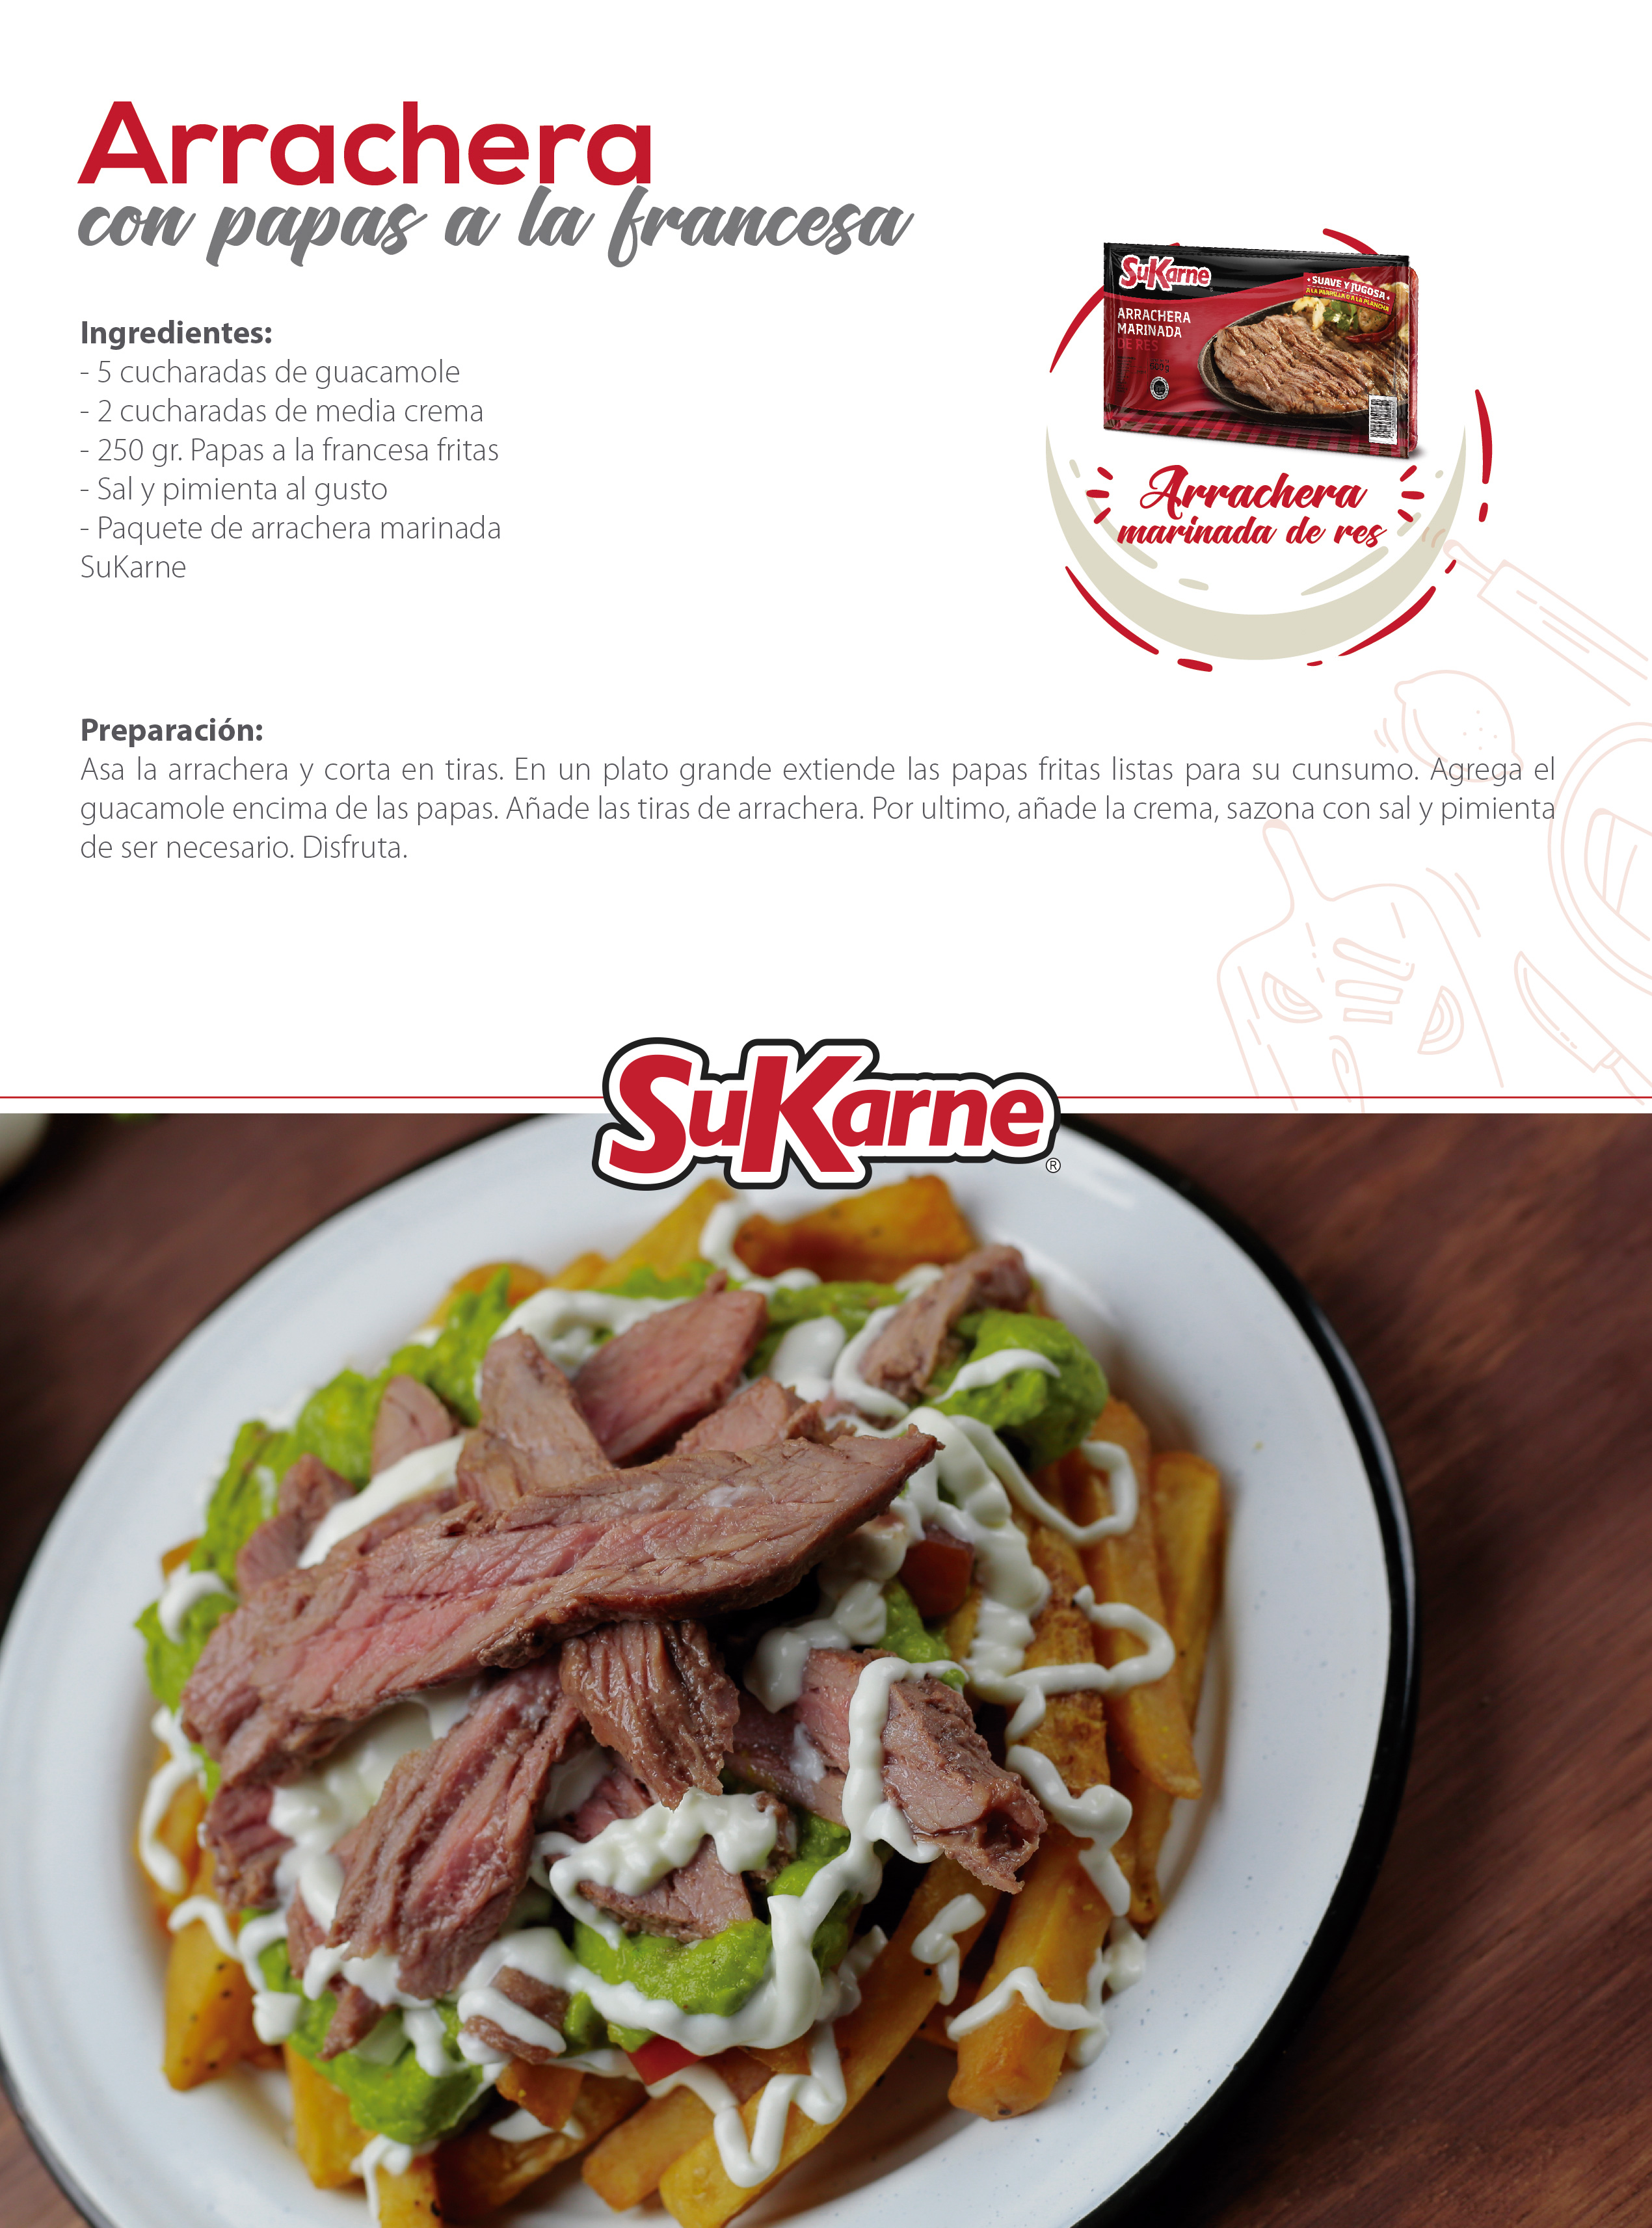 Arrachera
con papas a la francesa
Ingredientes:
- 5 cucharadas de guacamole
- 2 cucharadas de media crema
- 250 gr. Papas a la francesa fritas
- Sal y pimienta al gusto
- Paquete de arrachera marinada
SuKarne
SuKarne
• SUAVE Y JUGOSA •
A LA PARRILLA O A LA PLANCHA
ARRACHERA
MARINADA
DE RES
Arrachera
marinada de res
Preparación:
Asa la arrachera y corta en tiras. En un plato grande extiende las papas fritas listas para su cunsumo. Agrega el
guacamole encima de las papas. Añade las tiras de arrachera. Por ultimo, añade la crema, sazona con sal y pimienta
de ser necesario. Disfruta.
SuKarne®